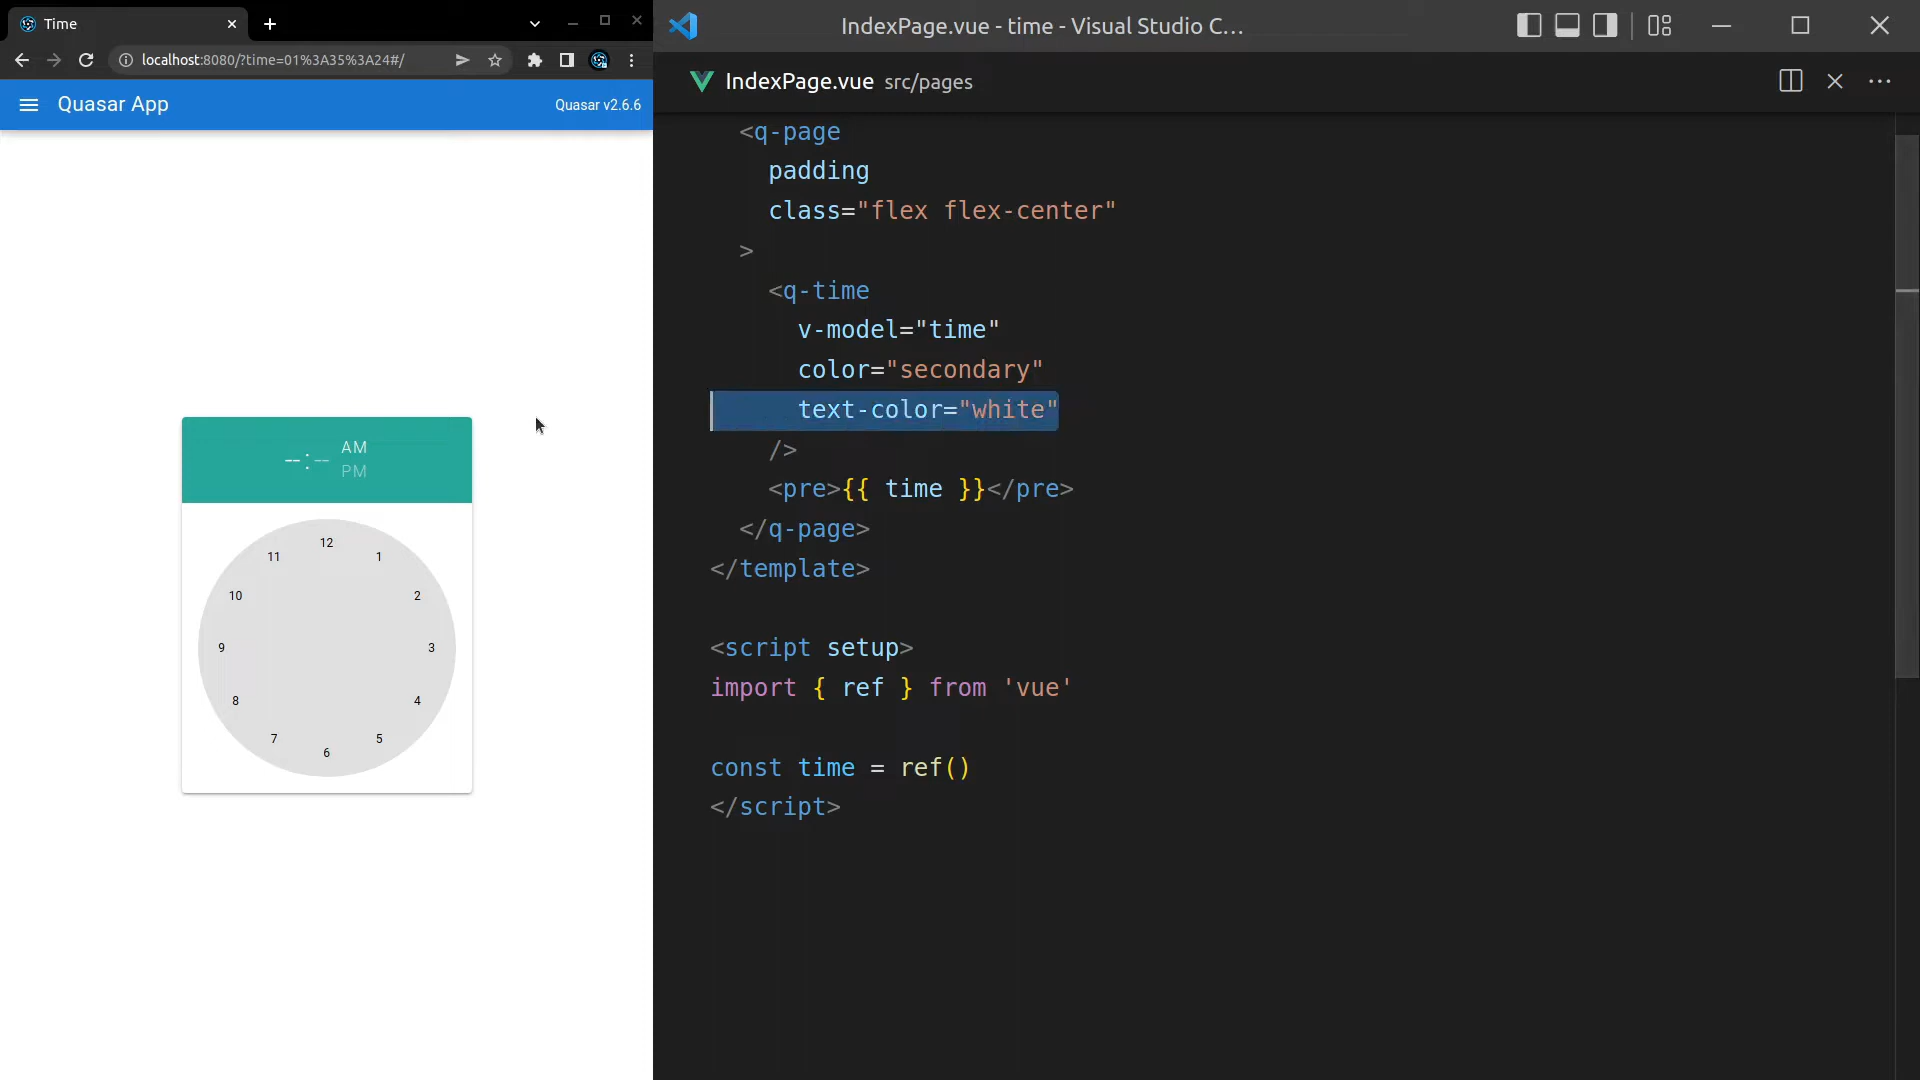 Time
localhost:8080/?time=01%3A35%3A24#/
Quasar App
Quasar v2.6.6
--:--
AM
PM
12
11
1
10
2
9
3
8
4
7
5
6
IndexPage.vue - time - Visual Studio C...
IndexPage.vue src/pages
<q-page
padding
class="flex flex-center"
>
<q-time
v-model="time"
color="secondary"
text-color="white"
/>
<pre>{{ time }}</pre>
</q-page>
</template>
<script setup>
import { ref } from 'vue'
const time = ref()
</script>